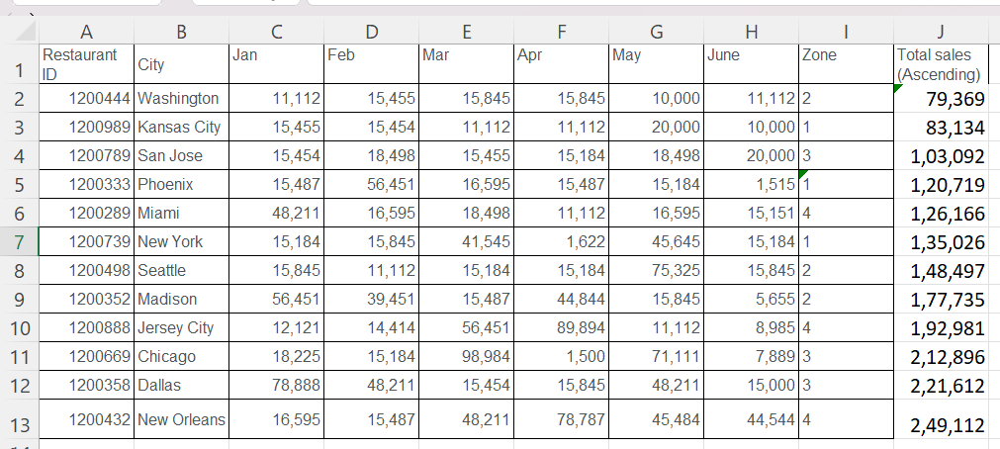 A B C D E F G H I J
1 Restaurant ID City Jan Feb Mar Apr May June Zone Total sales (Ascending)
2 1200444 Washington 11,112 15,455 15,845 15,845 10,000 11,112 2 79,369
3 1200989 Kansas City 15,455 15,454 11,112 11,112 20,000 10,000 1 83,134
4 1200789 San Jose 15,454 18,498 15,455 15,184 18,498 20,000 3 1,03,092
5 1200333 Phoenix 15,487 56,451 16,595 15,487 15,184 1,515 1 1,20,719
6 1200289 Miami 48,211 16,595 18,498 11,112 16,595 15,151 4 1,26,166
7 1200739 New York 15,184 15,845 41,545 1,622 45,645 15,184 1 1,35,026
8 1200498 Seattle 15,845 11,112 15,184 15,184 75,325 15,845 2 1,48,497
9 1200352 Madison 56,451 39,451 15,487 44,844 15,845 5,655 2 1,77,735
10 1200888 Jersey City 12,121 14,414 56,451 89,894 11,112 8,985 4 1,92,981
11 1200669 Chicago 18,225 15,184 98,984 1,500 71,111 7,889 3 2,12,896
12 1200358 Dallas 78,888 48,211 15,454 15,845 48,211 15,000 3 2,21,612
13 1200432 New Orleans 16,595 15,487 48,211 78,787 45,484 44,544 4 2,49,112